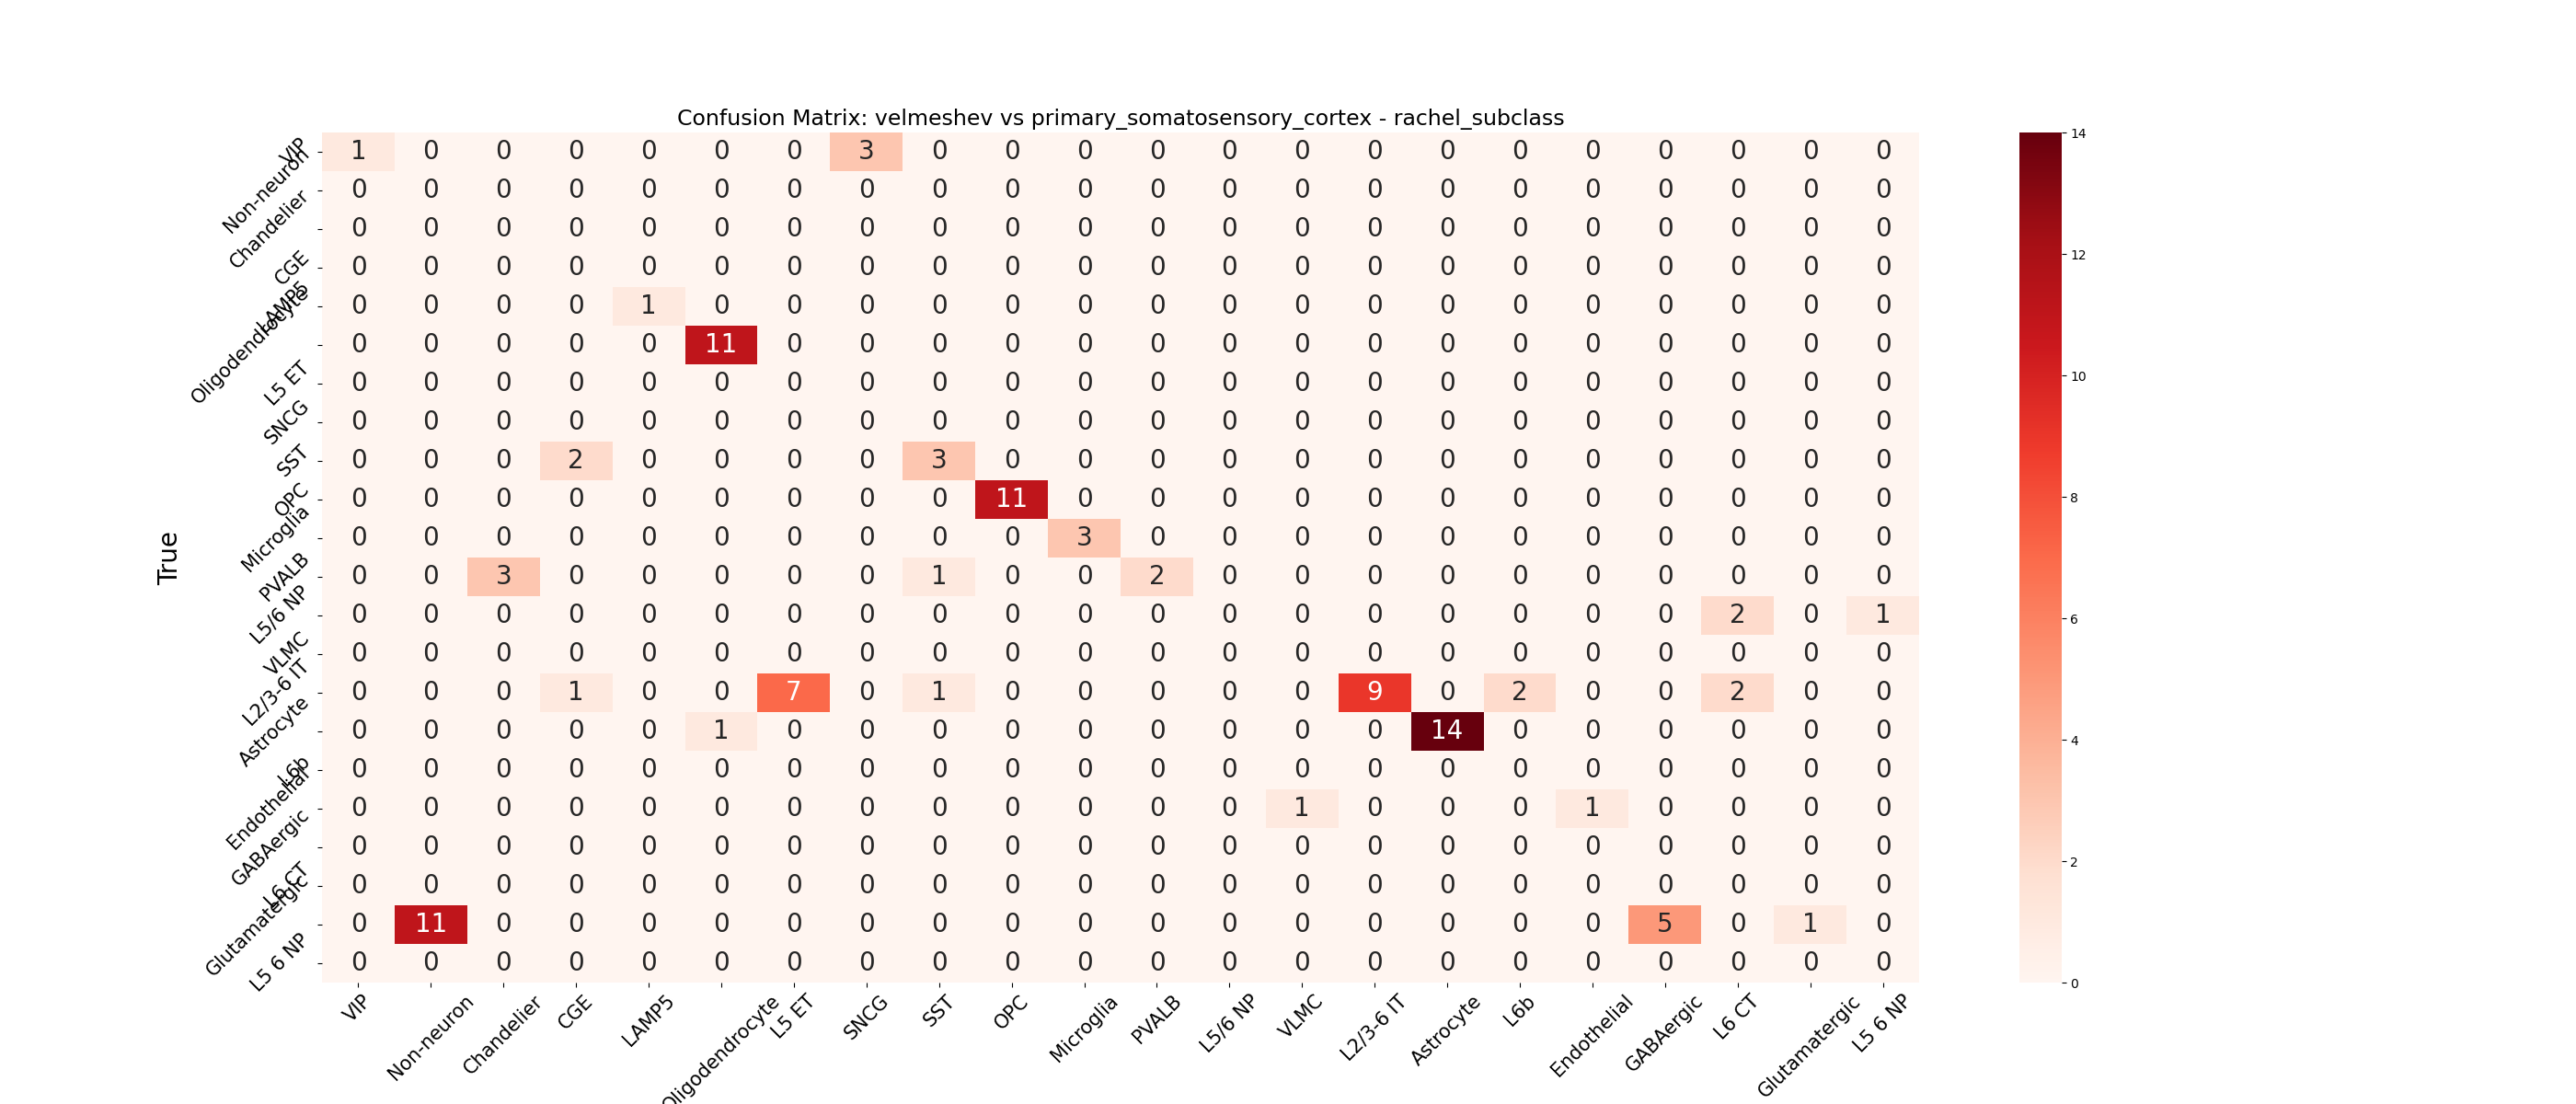 Confusion Matrix: velmeshev vs primary_somatosensory_cortex - rachel_subclass
True
VIP 1 0 0 0 0 0 0 3 0 0 0 0 0 0 0 0 0 0 0 0 0 0
Non-neuron 0 0 0 0 0 0 0 0 0 0 0 0 0 0 0 0 0 0 0 0 0 0
Chandelier 0 0 0 0 0 0 0 0 0 0 0 0 0 0 0 0 0 0 0 0 0 0
CGE 0 0 0 0 0 0 0 0 0 0 0 0 0 0 0 0 0 0 0 0 0 0
LAMP5 0 0 0 0 1 0 0 0 0 0 0 0 0 0 0 0 0 0 0 0 0 0
Oligodendrocyte 0 0 0 0 0 11 0 0 0 0 0 0 0 0 0 0 0 0 0 0 0 0
L5 ET 0 0 0 0 0 0 0 0 0 0 0 0 0 0 0 0 0 0 0 0 0 0
SNCG 0 0 0 0 0 0 0 0 0 0 0 0 0 0 0 0 0 0 0 0 0 0
SST 0 0 0 2 0 0 0 0 3 0 0 0 0 0 0 0 0 0 0 0 0 0
OPC 0 0 0 0 0 0 0 0 0 11 0 0 0 0 0 0 0 0 0 0 0 0
Microglia 0 0 0 0 0 0 0 0 0 0 3 0 0 0 0 0 0 0 0 0 0 0
PVALB 0 0 3 0 0 0 0 0 1 0 0 2 0 0 0 0 0 0 0 0 0 0
L5/6 NP 0 0 0 0 0 0 0 0 0 0 0 0 0 0 0 0 0 0 0 2 0 1
VLMC 0 0 0 0 0 0 0 0 0 0 0 0 0 0 0 0 0 0 0 0 0 0
L2/3-6 IT 0 0 0 1 0 0 7 0 1 0 0 0 0 0 9 0 2 0 0 2 0 0
Astrocyte 0 0 0 0 0 1 0 0 0 0 0 0 0 0 0 14 0 0 0 0 0 0
L6b 0 0 0 0 0 0 0 0 0 0 0 0 0 0 0 0 0 0 0 0 0 0
Endothelial 0 0 0 0 0 0 0 0 0 0 0 0 0 1 0 0 0 1 0 0 0 0
GABAergic 0 0 0 0 0 0 0 0 0 0 0 0 0 0 0 0 0 0 0 0 0 0
L6 CT 0 0 0 0 0 0 0 0 0 0 0 0 0 0 0 0 0 0 0 0 0 0
Glutamatergic 0 11 0 0 0 0 0 0 0 0 0 0 0 0 0 0 0 0 5 0 1 0
L5 6 NP 0 0 0 0 0 0 0 0 0 0 0 0 0 0 0 0 0 0 0 0 0 0
VIP Non-neuron Chandelier CGE LAMP5 Oligodendrocyte L5 ET SNCG SST OPC Microglia PVALB L5/6 NP VLMC L2/3-6 IT Astrocyte L6b Endothelial GABAergic L6 CT Glutamatergic L5 6 NP
14
12
10
8
6
4
2
0